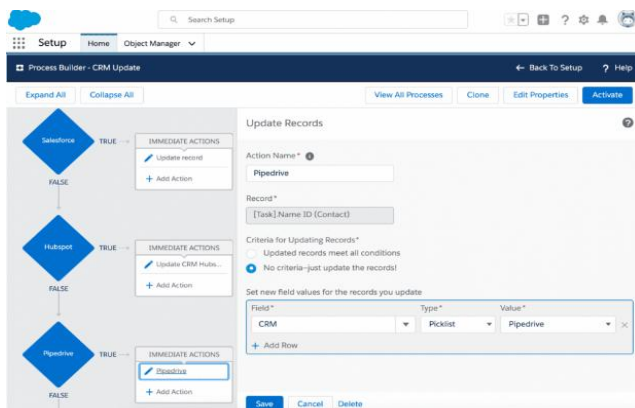 Search Setup
Setup Home Object Manager
Process Builder - CRM Update
Back To Setup ? Help
Expand All Collapse All View All Processes Clone Edit Properties Activate
Salesforce
TRUE
FALSE
IMMEDIATE ACTIONS
Update record
+ Add Action
Hubspot
TRUE
FALSE
IMMEDIATE ACTIONS
Update CRM Hubs...
+ Add Action
Pipedrive
TRUE
FALSE
IMMEDIATE ACTIONS
Pipedrive
+ Add Action
Update Records
Action Name*
Pipedrive
Record*
[Task].Name ID (Contact)
Criteria for Updating Records*
Updated records meet all conditions
No criteria—just update the records!
Set new field values for the records you update
Field* Type* Value*
CRM Picklist Pipedrive
+ Add Row
Save Cancel Delete